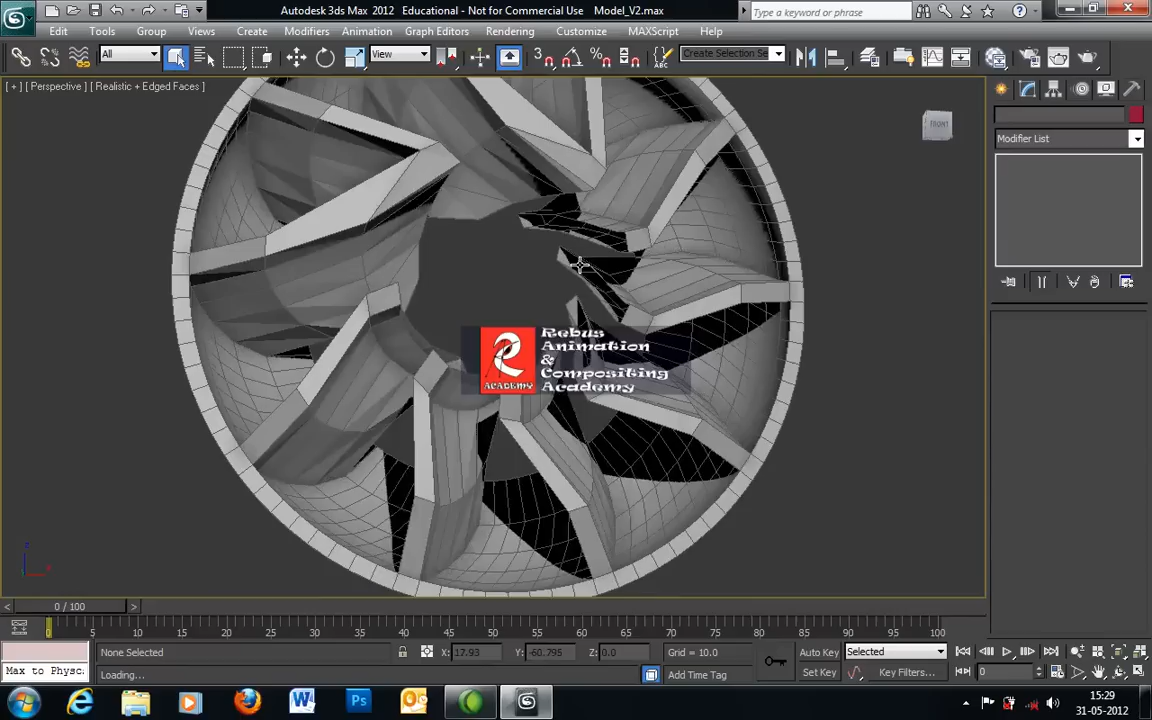 Autodesk 3ds Max 2012   Educational - Not for Commercial Use   Model_V2.max
Type a keyword or phrase
Edit Tools Group Views Create Modifiers Animation Graph Editors Rendering Customize MAXScript Help
All View Create Selection Se
[ + ] [ Perspective ] [ Realistic + Edged Faces ]
FRONT
Modifier List
Rebus
Animation
&
Compositing
Academy
R
ACADEMY
z
x
< 0 / 100 >
0 5 10 15 20 25 30 35 40 45 50 55 60 65 70 75 80 85 90 95 100
None Selected X: 17.93 Y: -60.795 Z: 0.0 Grid = 10.0 Auto Key Selected
Max to Physc: Loading... Add Time Tag Set Key Key Filters... 0
15:29
31-05-2012